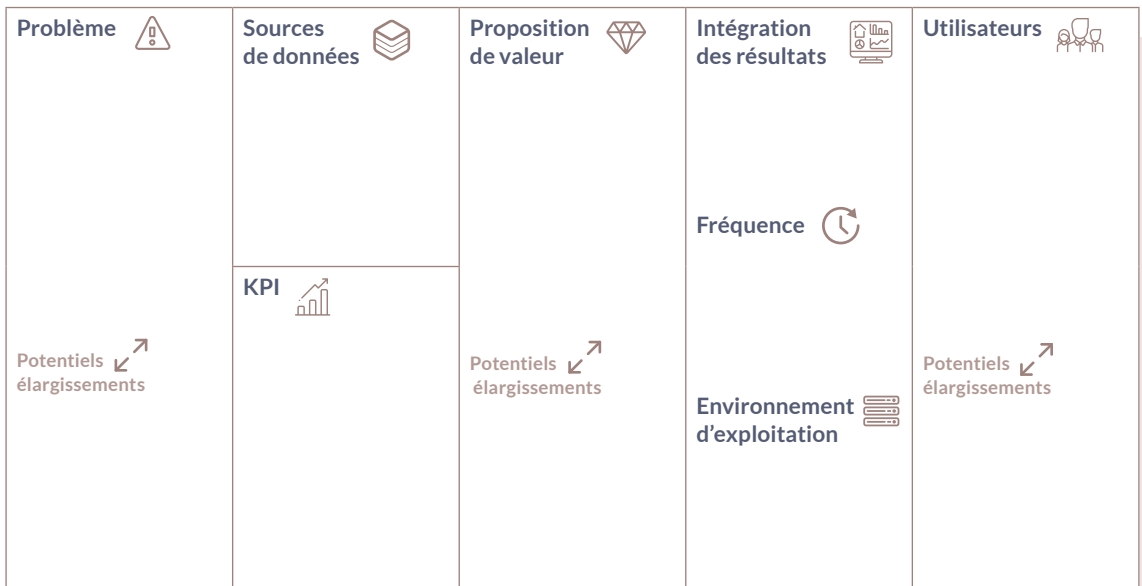 Problème
Potentiels
élargissements
Sources
de données
KPI
Proposition
de valeur
Potentiels
élargissements
Intégration
des résultats
Fréquence
Environnement
d’exploitation
Utilisateurs
Potentiels
élargissements